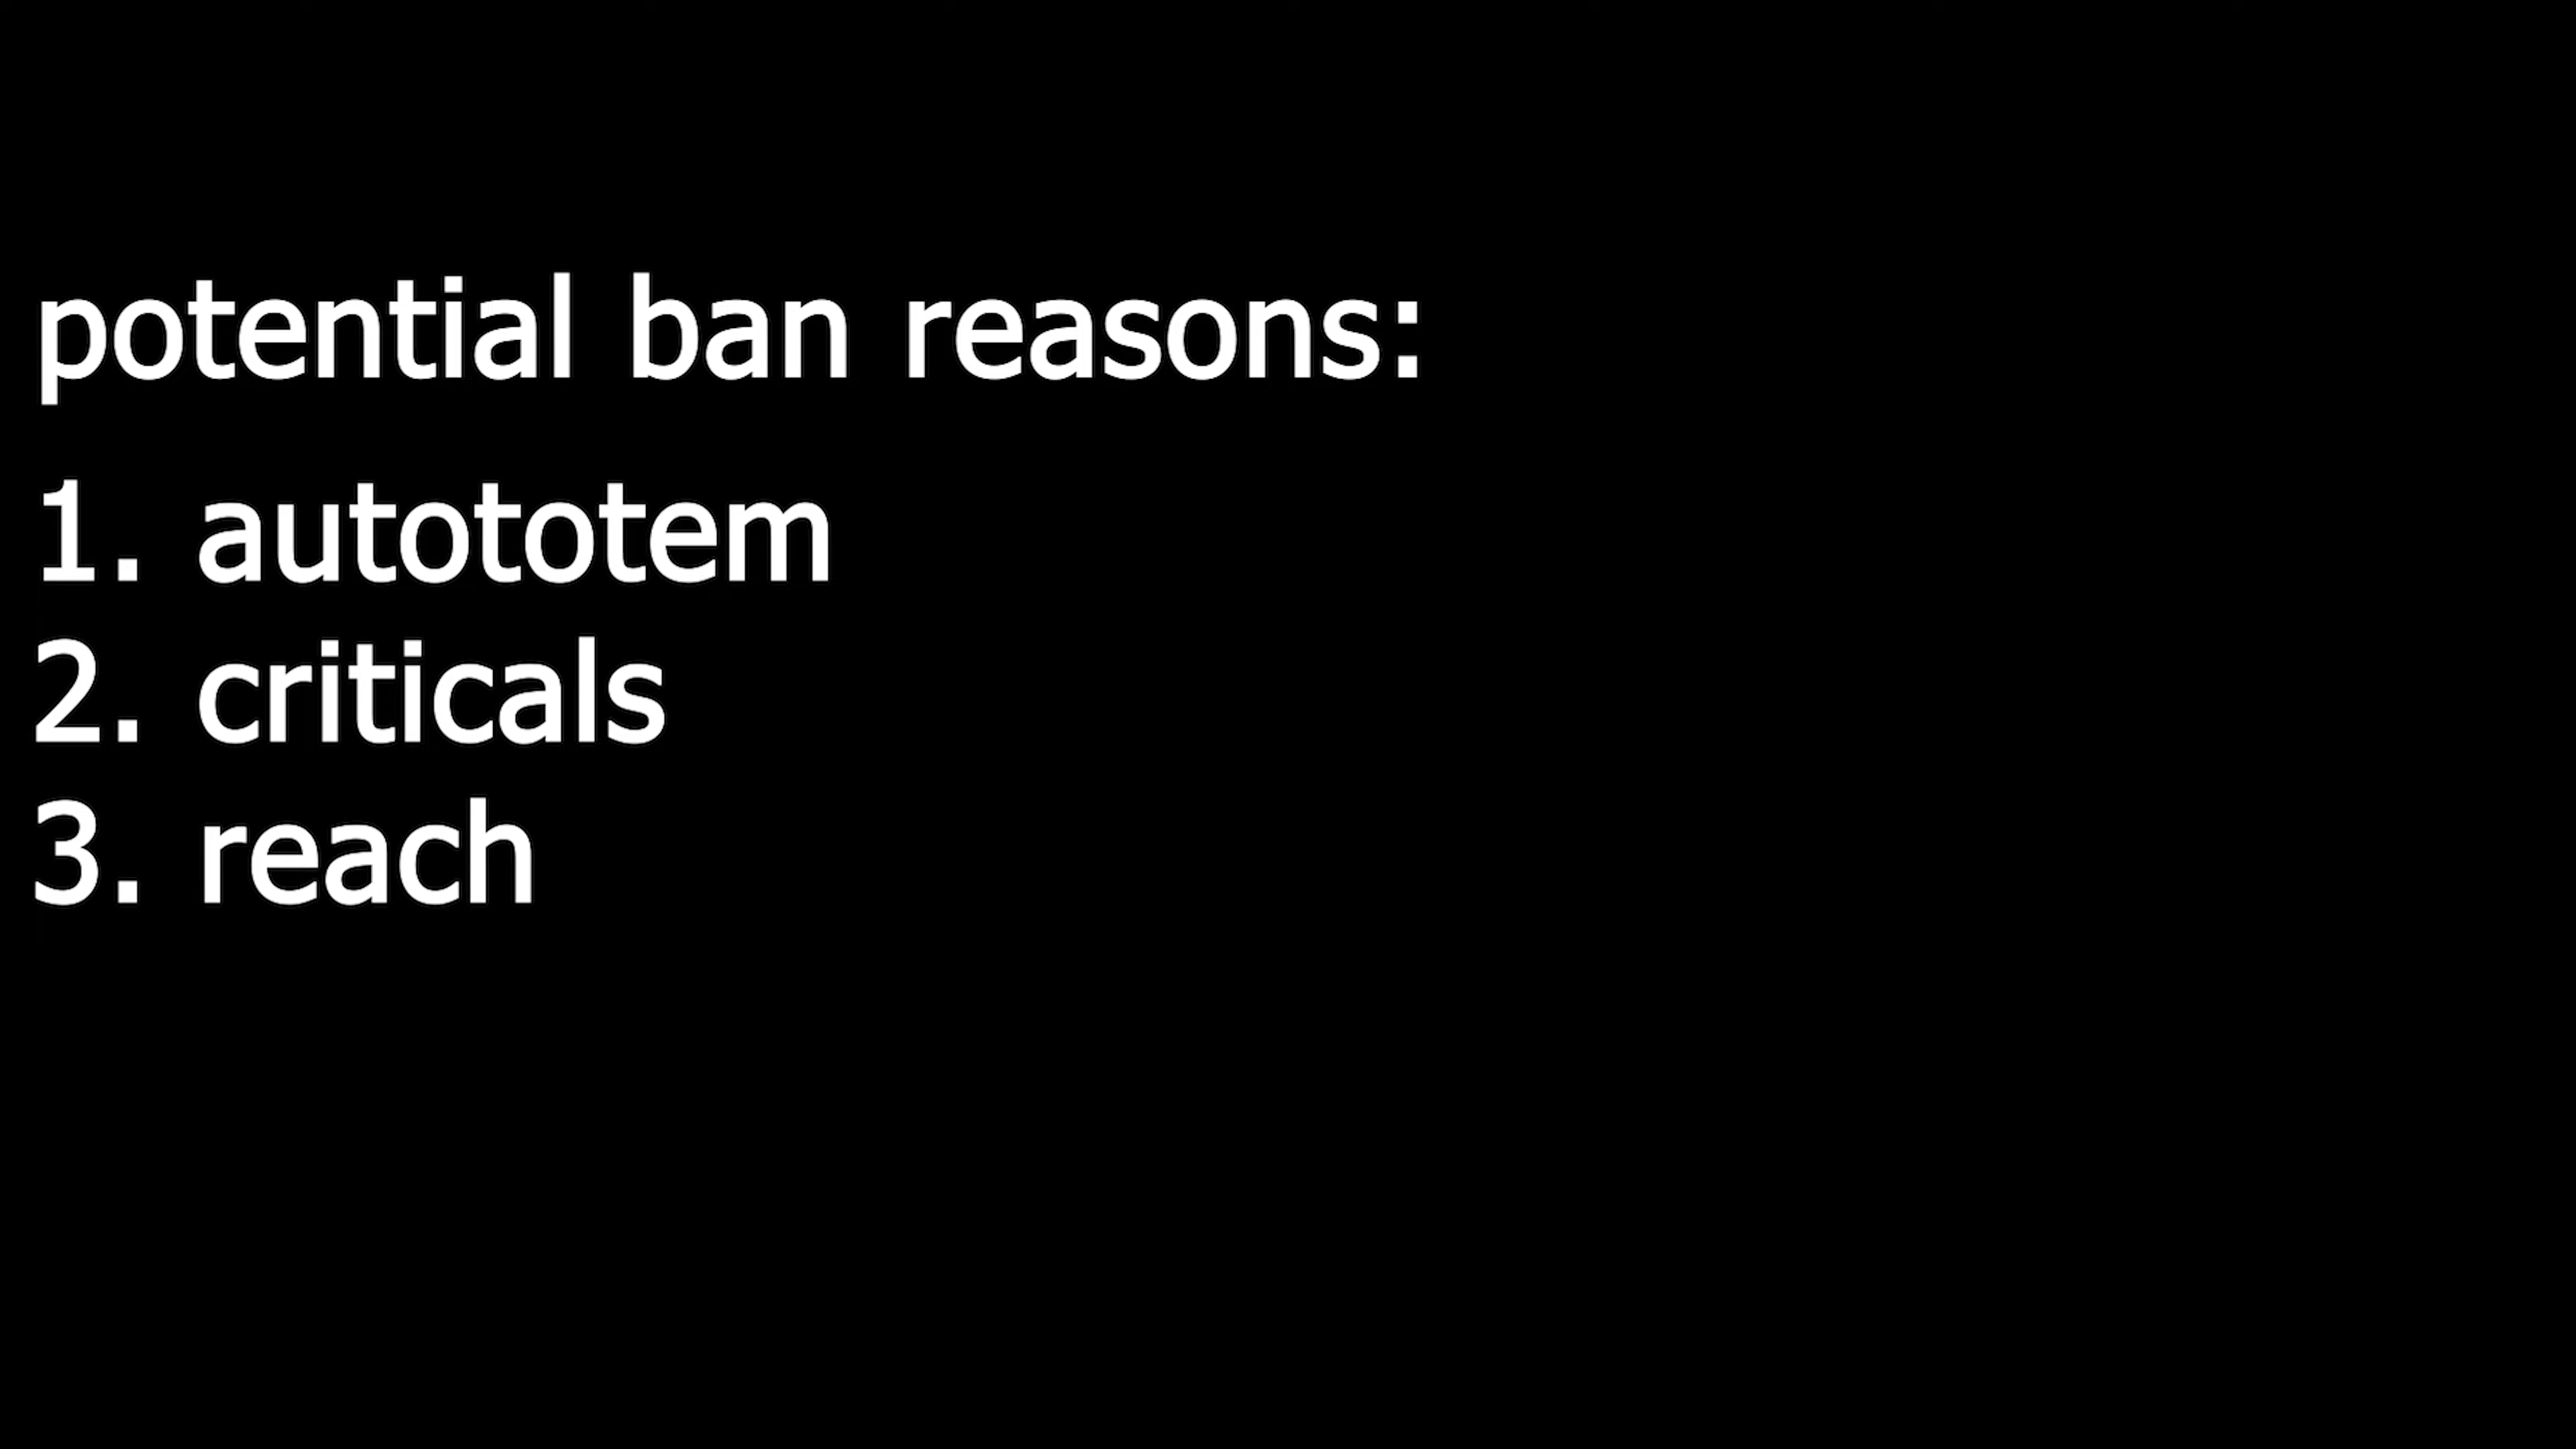 potential ban reasons:
1. autototem
2. criticals
3. reach